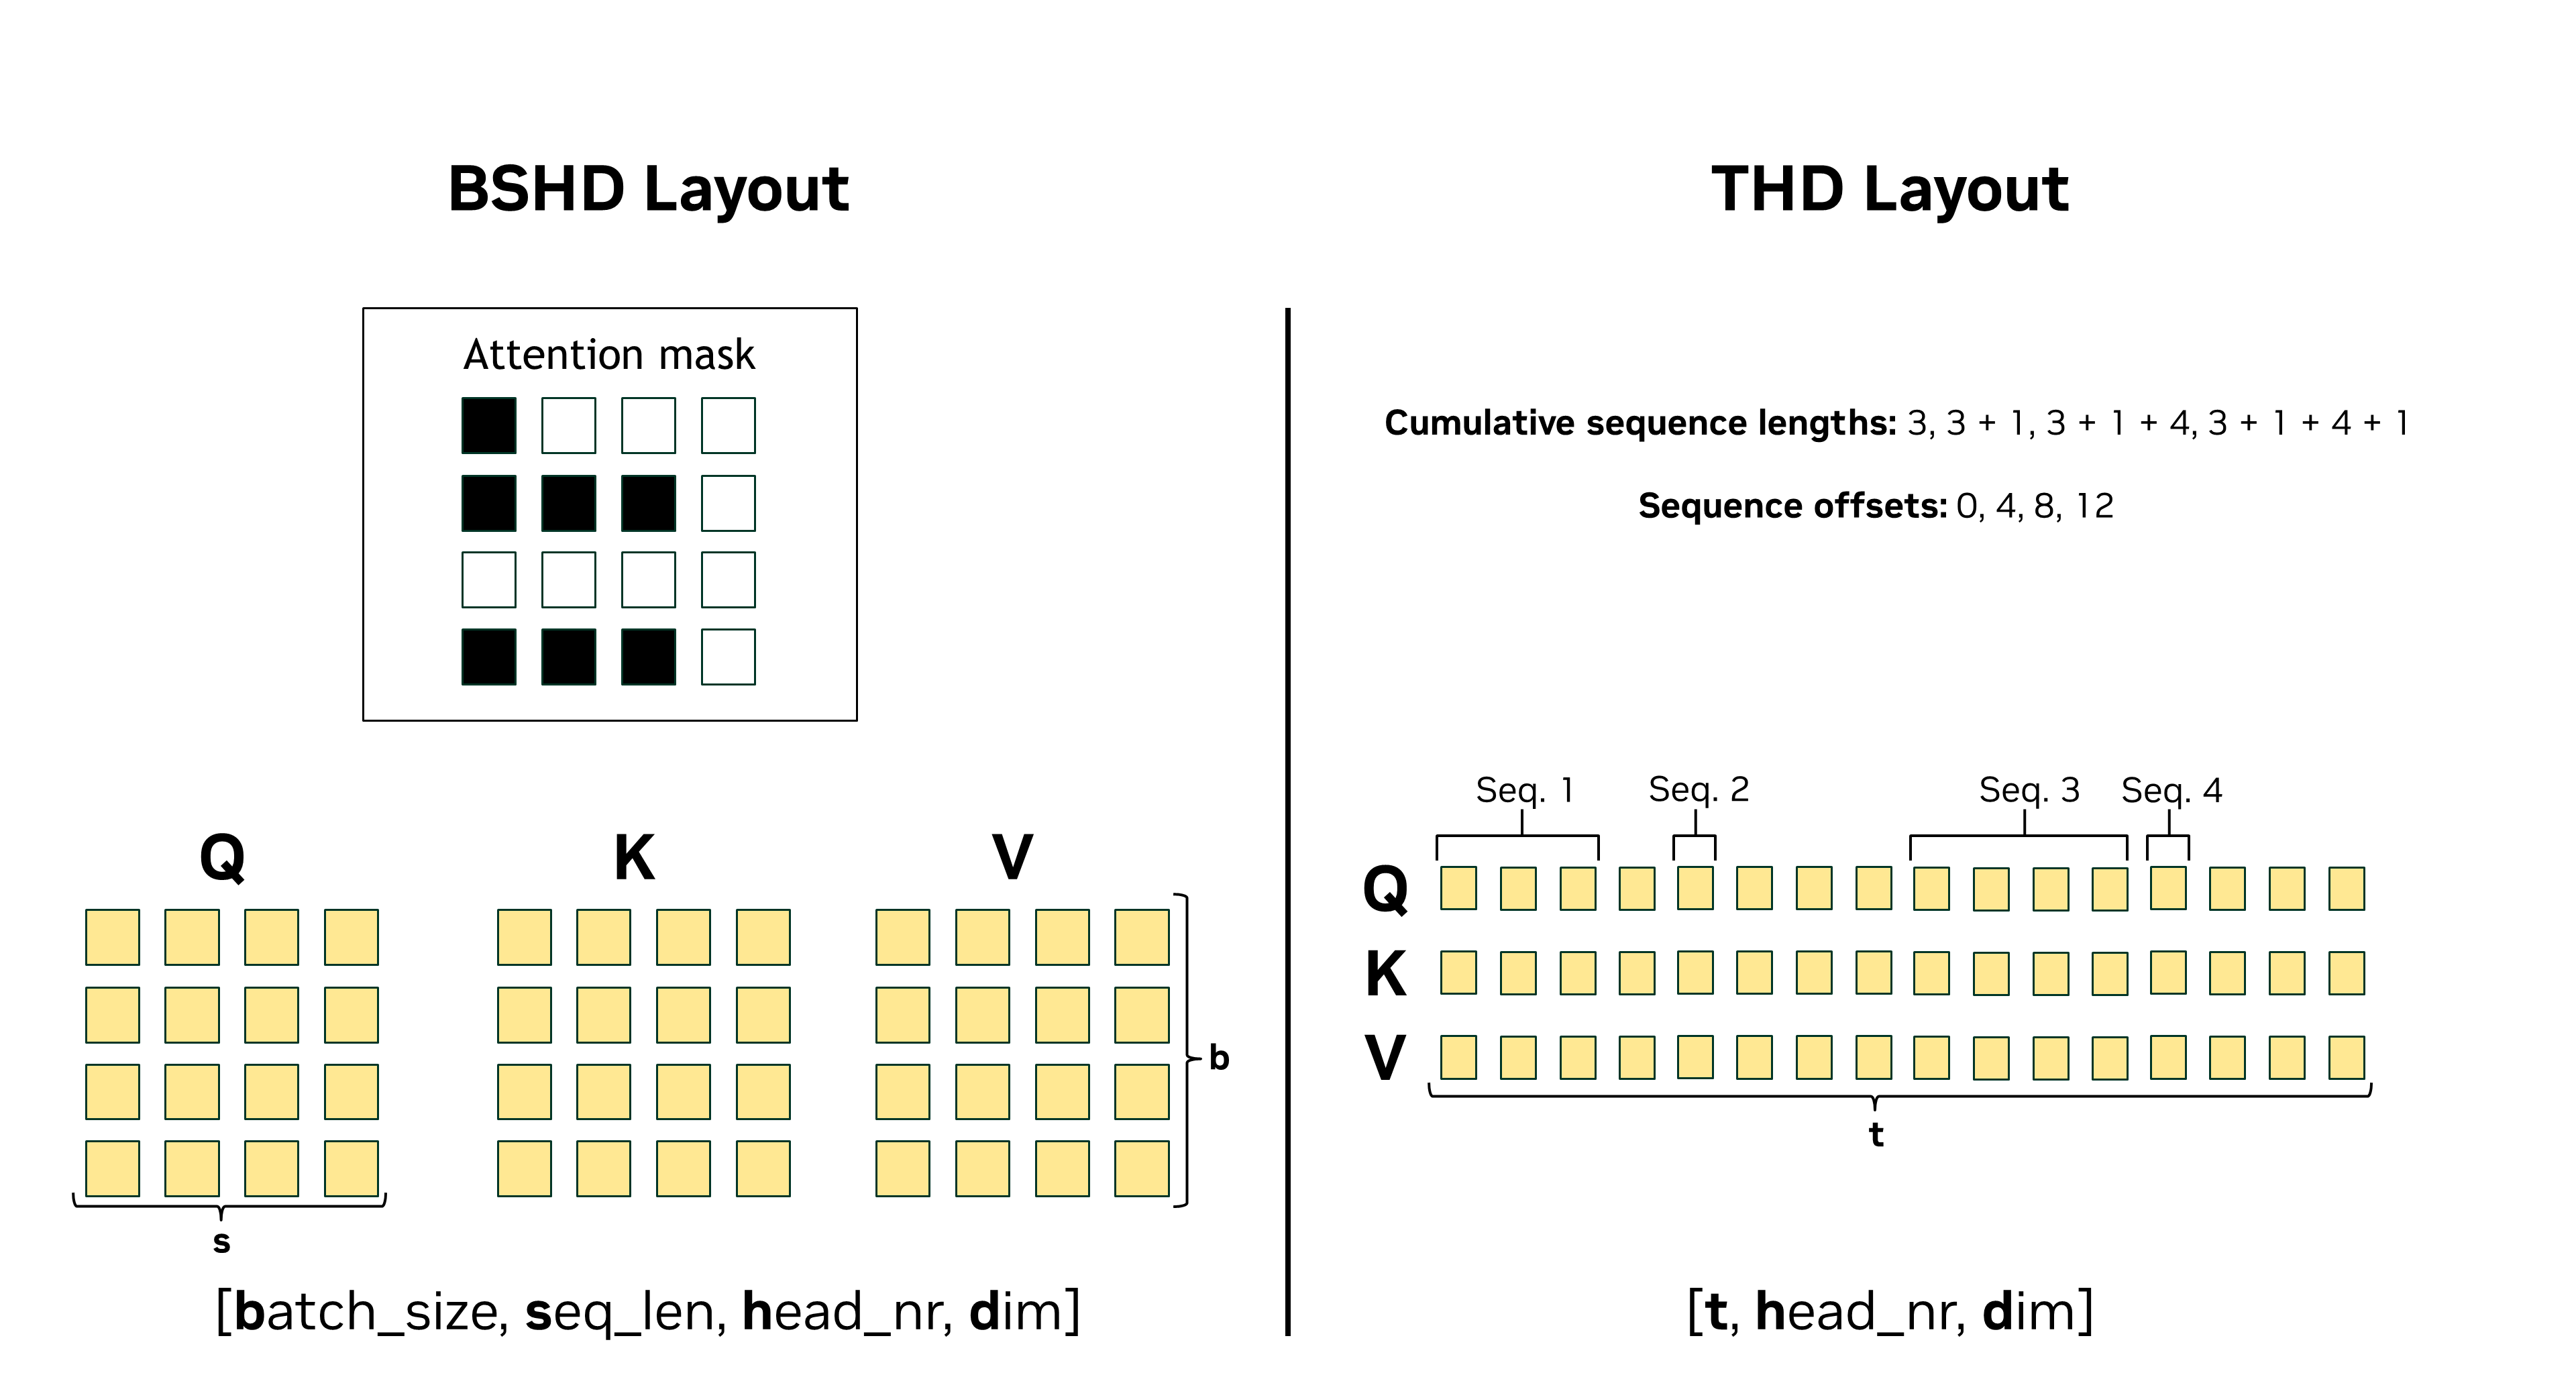 BSHD Layout
Attention mask
Q K V
b
s
[batch_size, seq_len, head_nr, dim]
THD Layout
Cumulative sequence lengths: 3, 3 + 1, 3 + 1 + 4, 3 + 1 + 4 + 1
Sequence offsets: 0, 4, 8, 12
Seq. 1 Seq. 2 Seq. 3 Seq. 4
Q
K
V
t
[t, head_nr, dim]